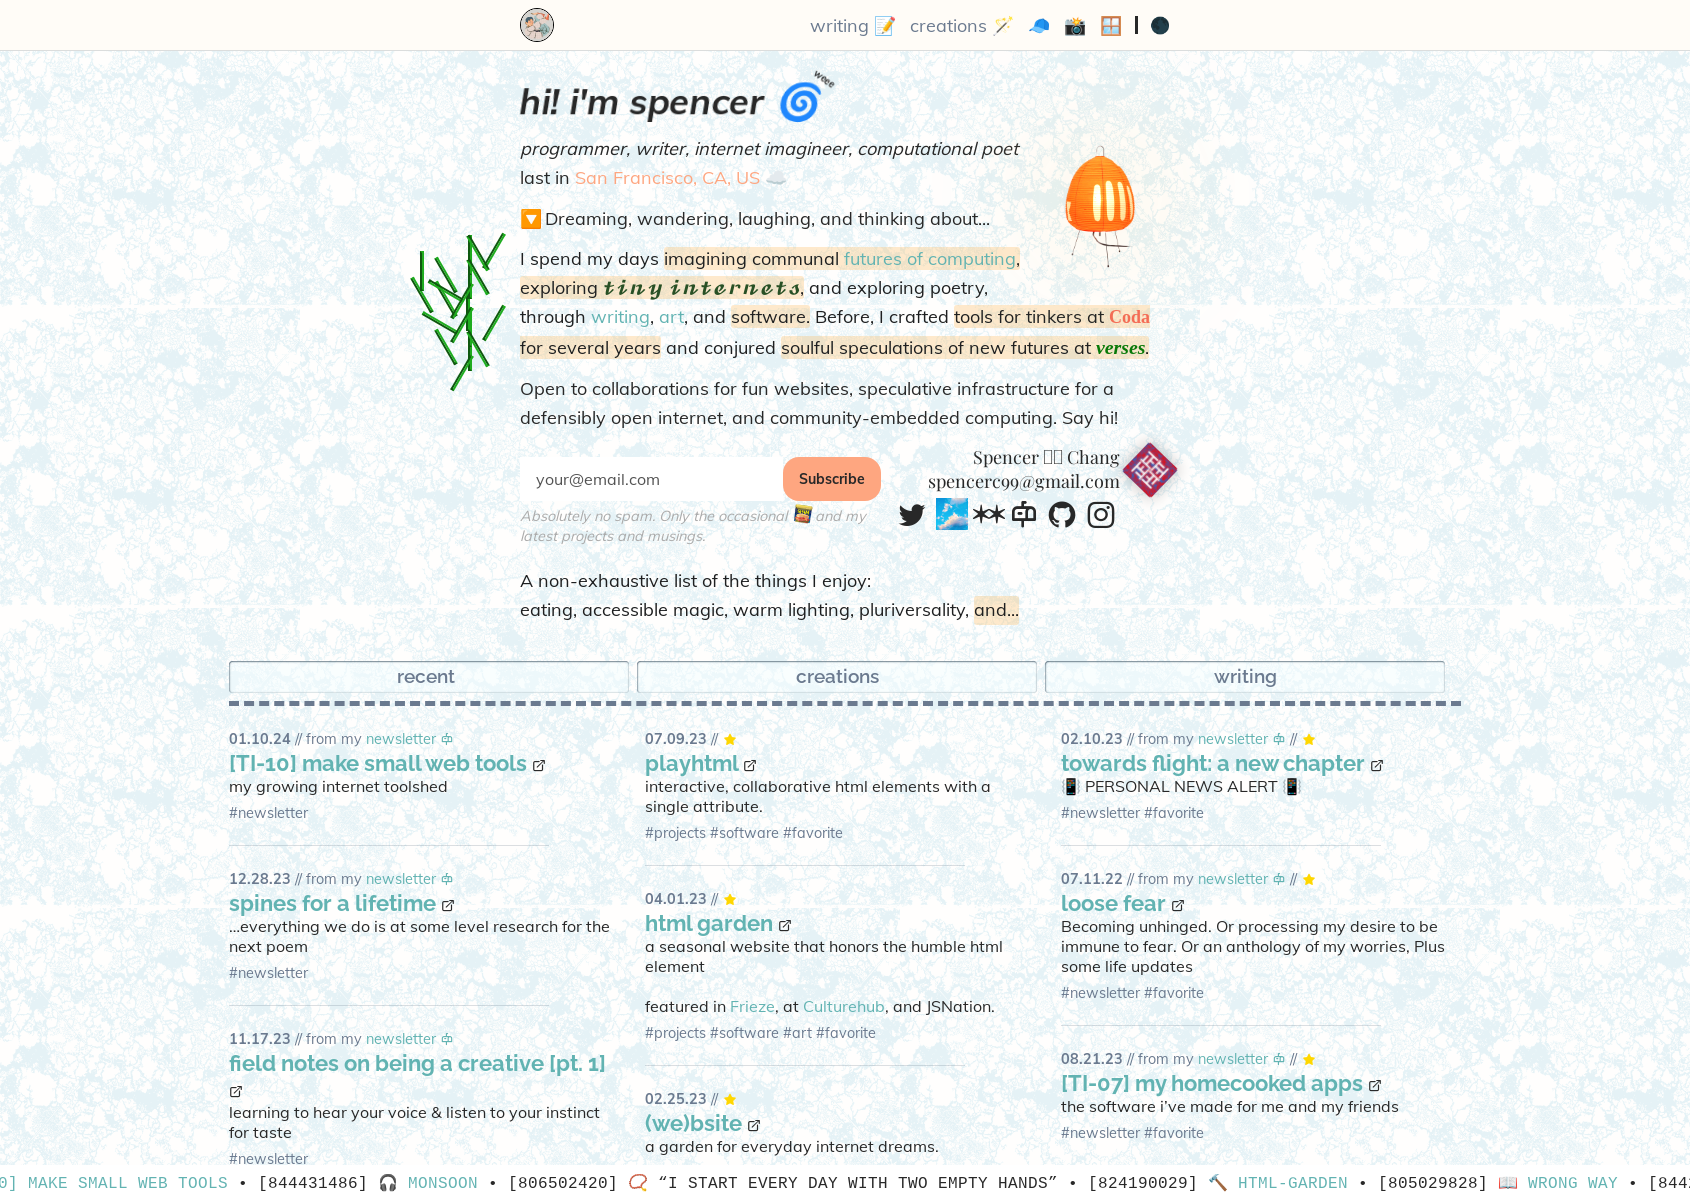 writing creations
weee
hi! i'm spencer
programmer, writer, internet imagineer, computational poet
last in San Francisco, CA, US
Dreaming, wandering, laughing, and thinking about...
I spend my days imagining communal futures of computing,
exploring tiny internets, and exploring poetry,
through writing, art, and software. Before, I crafted tools for tinkers at Coda
for several years and conjured soulful speculations of new futures at verses.
Open to collaborations for fun websites, speculative infrastructure for a
defensibly open internet, and community-embedded computing. Say hi!
Spencer Chang
spencerc99@gmail.com
your@email.com Subscribe
Absolutely no spam. Only the occasional and my
latest projects and musings.
A non-exhaustive list of the things I enjoy:
eating, accessible magic, warm lighting, pluriversality, and...
recent creations writing
01.10.24 // from my newsletter
[TI-10] make small web tools
my growing internet toolshed
#newsletter
12.28.23 // from my newsletter
spines for a lifetime
...everything we do is at some level research for the
next poem
#newsletter
11.17.23 // from my newsletter
field notes on being a creative [pt. 1]
learning to hear your voice & listen to your instinct
for taste
#newsletter
07.09.23 //
playhtml
interactive, collaborative html elements with a
single attribute.
#projects #software #favorite
04.01.23 //
html garden
a seasonal website that honors the humble html
element
featured in Frieze, at Culturehub, and JSNation.
#projects #software #art #favorite
02.25.23 //
(we)bsite
a garden for everyday internet dreams.
02.10.23 // from my newsletter //
towards flight: a new chapter
PERSONAL NEWS ALERT
#newsletter #favorite
07.11.22 // from my newsletter //
loose fear
Becoming unhinged. Or processing my desire to be
immune to fear. Or an anthology of my worries, Plus
some life updates
#newsletter #favorite
08.21.23 // from my newsletter //
[TI-07] my homecooked apps
the software i've made for me and my friends
#newsletter #favorite
0] MAKE SMALL WEB TOOLS • [844431486] MONSOON • [806502420] “I START EVERY DAY WITH TWO EMPTY HANDS” • [824190029] HTML-GARDEN • [805029828] WRONG WAY • [844